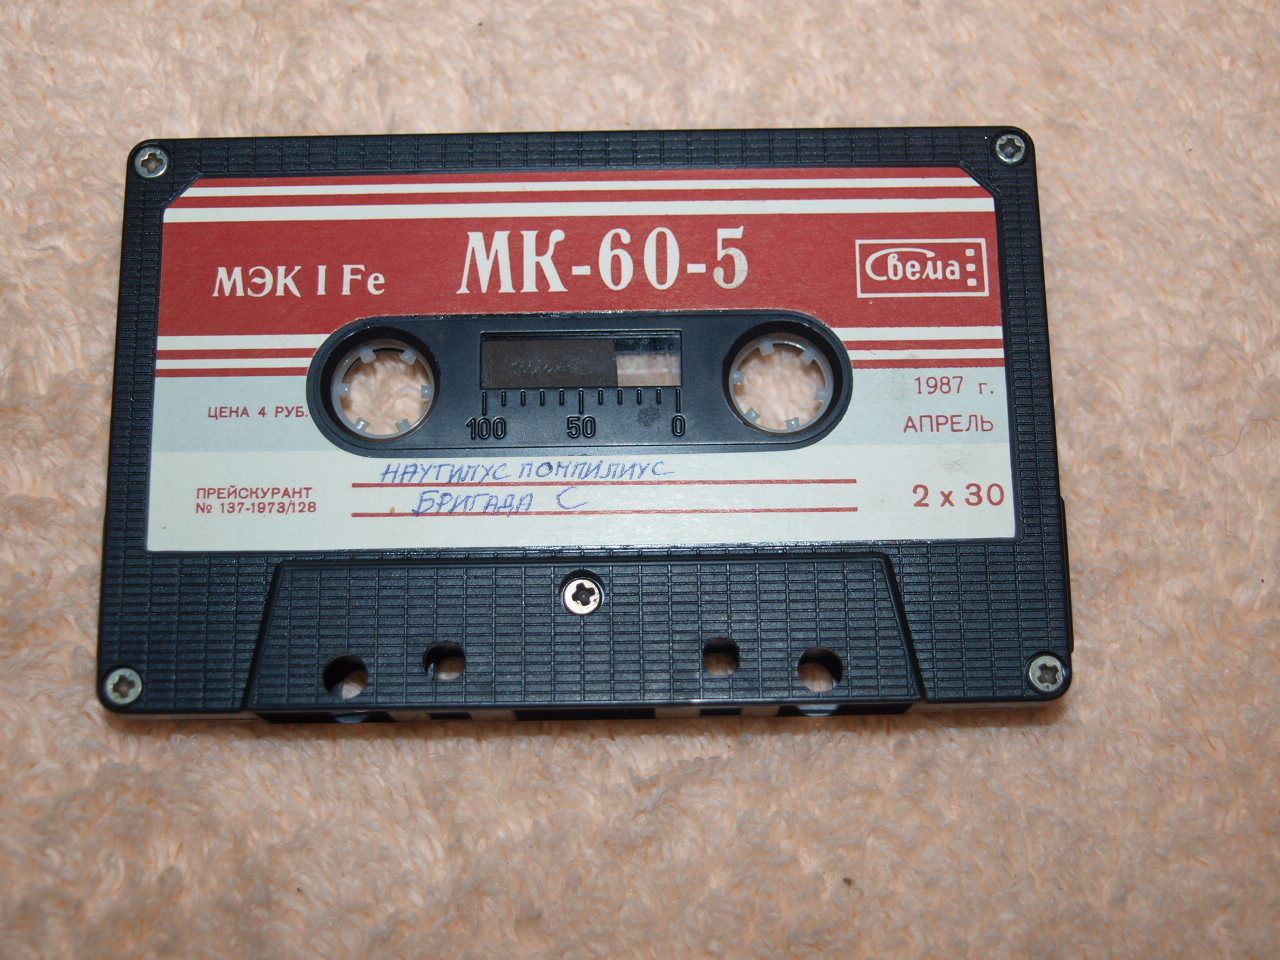 МЭК I Fe
МК-60-5
Свема
ЦЕНА 4 РУБ.
100 50 0
1987 г.
АПРЕЛЬ
НАУТИЛУС ПОМПИЛИУС
БРИГАДА С
ПРЕЙСКУРАНТ
№ 137-1973/128
2 x 30